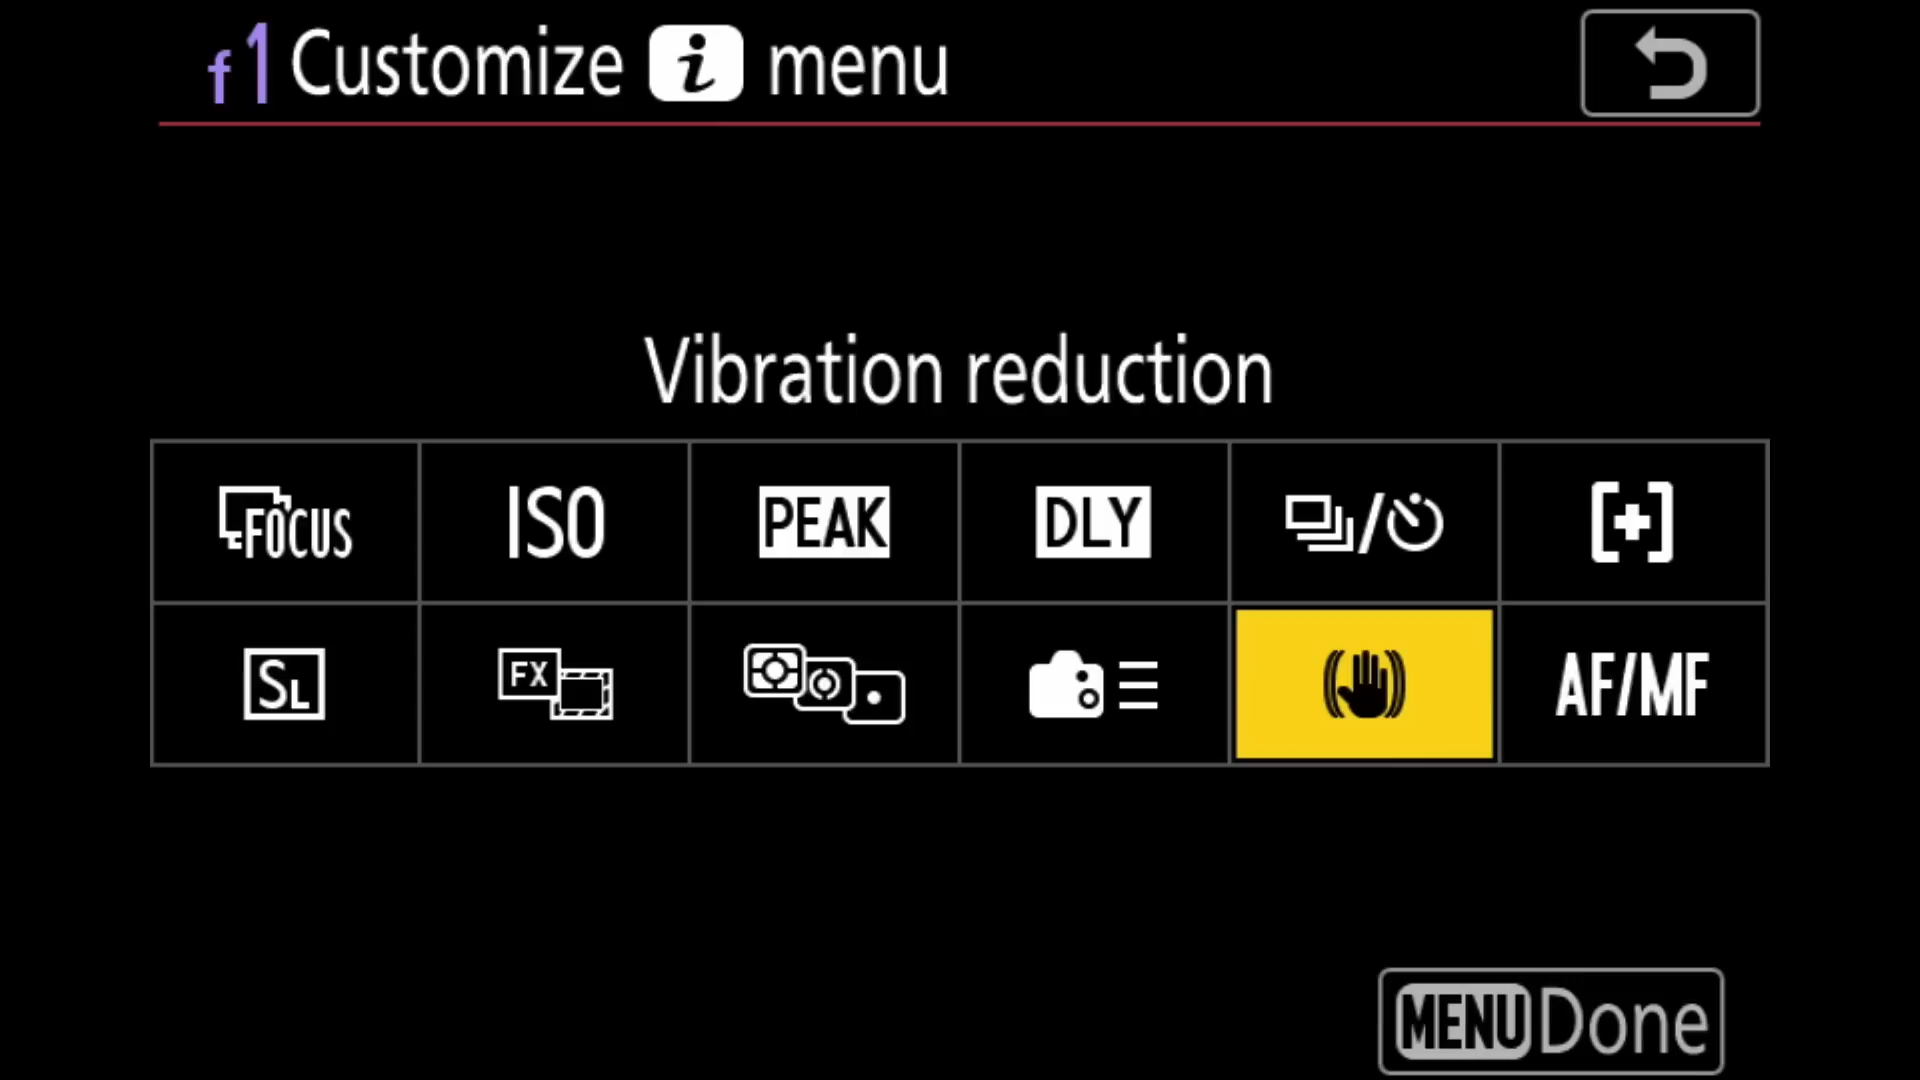 f1 Customize i menu
Vibration reduction
FOCUS ISO PEAK DLY
SL FX AF/MF
MENU Done